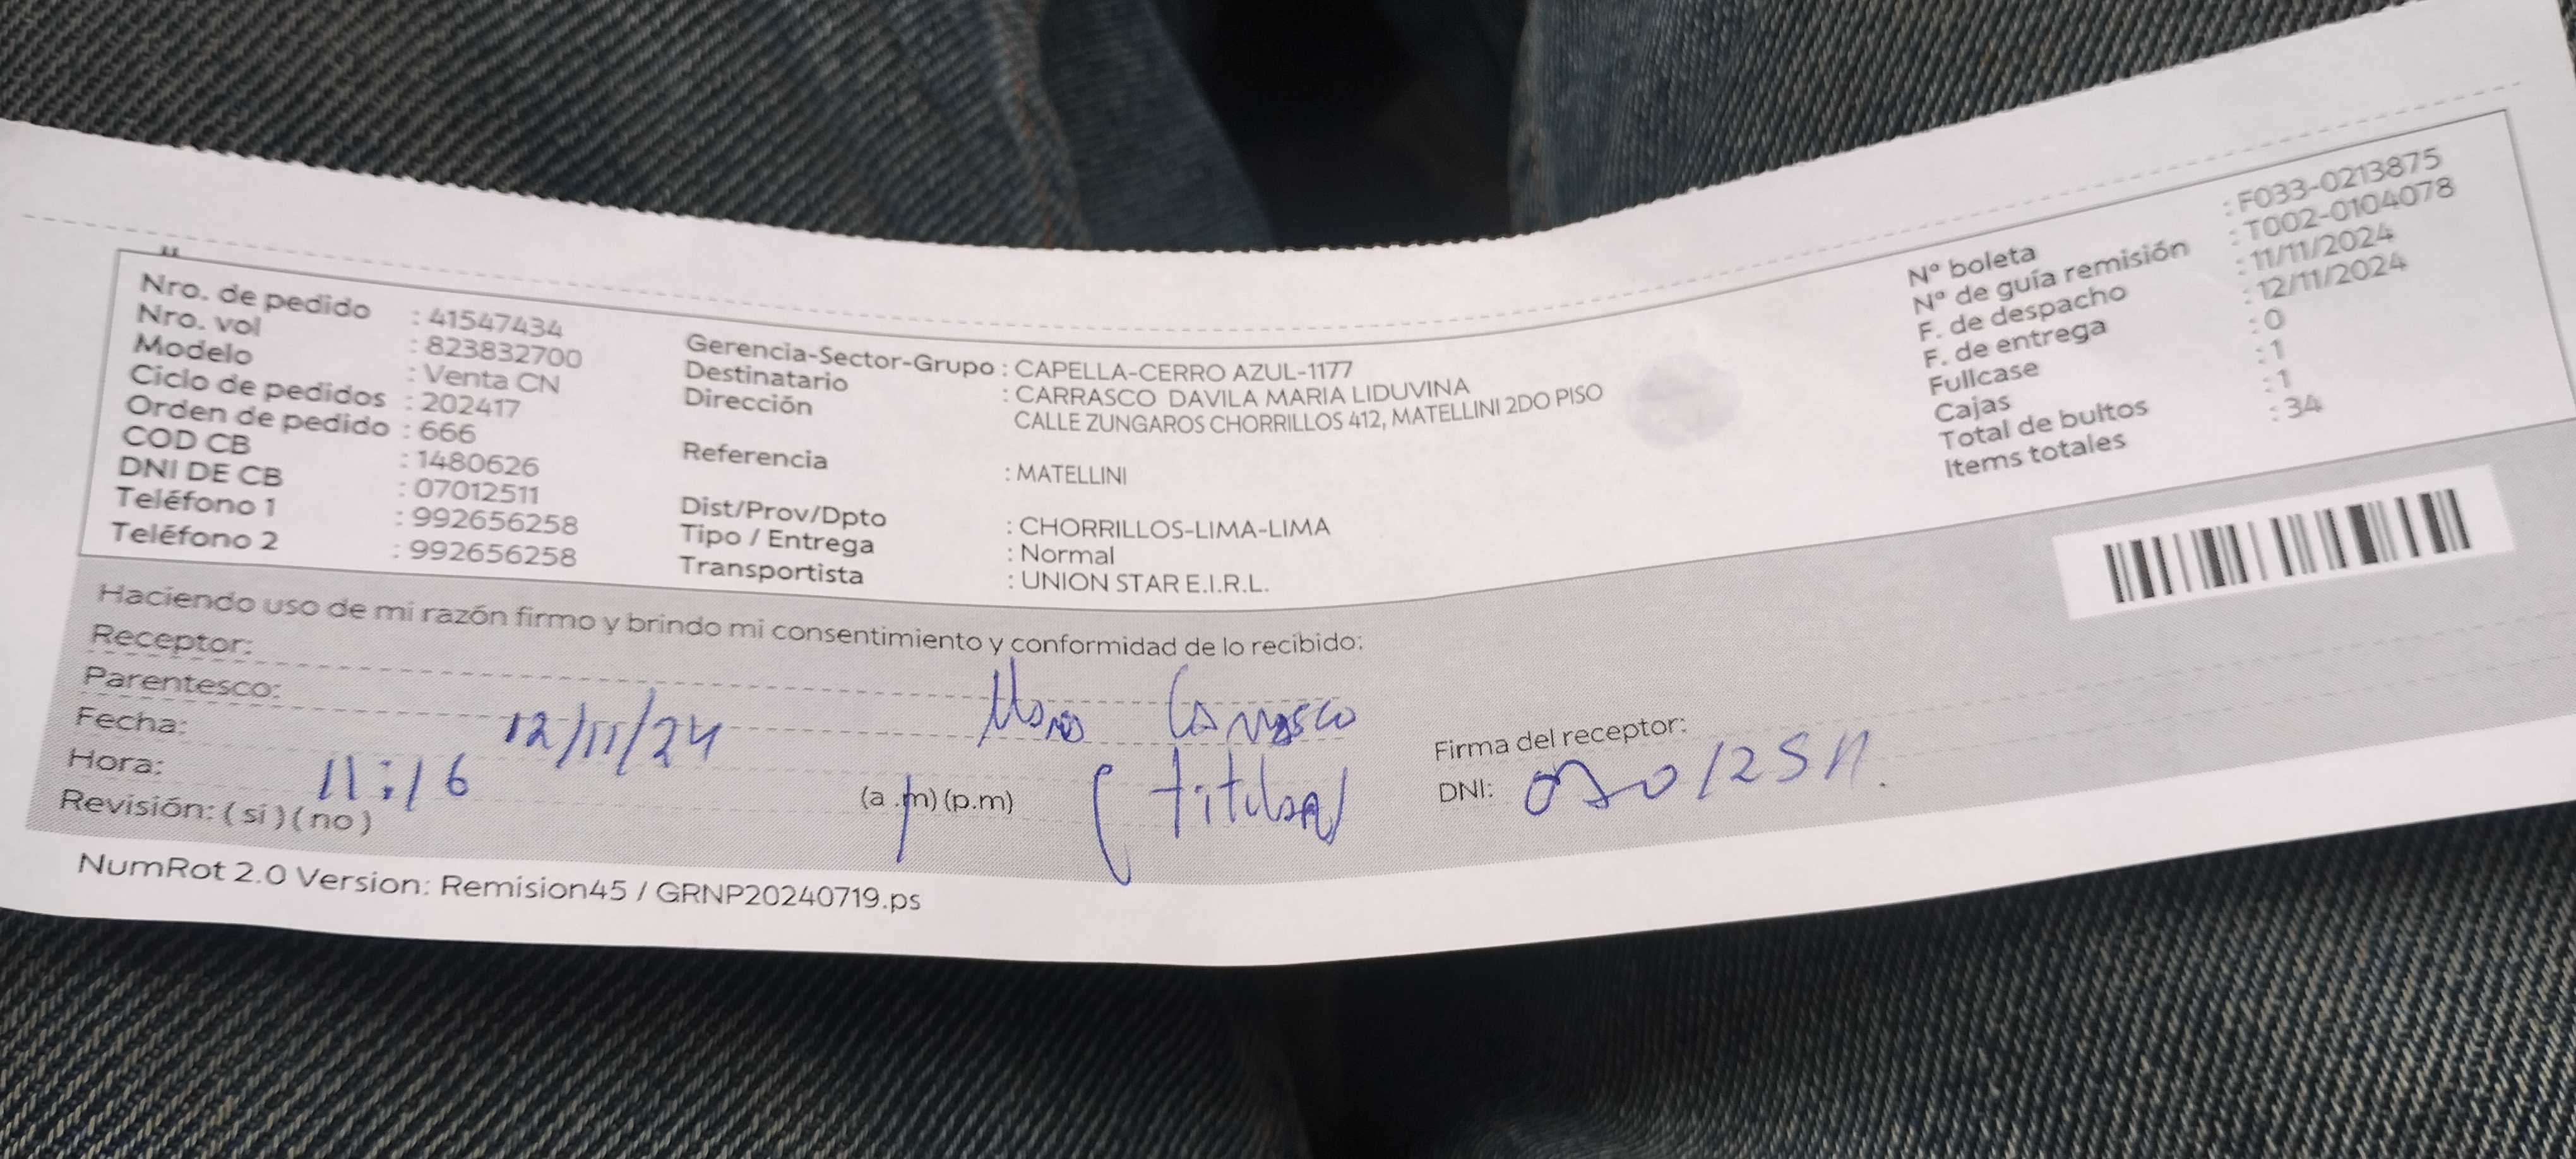 Nro. de pedido : 41547434
Nro. vol : 823832700
Modelo : Venta CN
Ciclo de pedidos : 202417
Orden de pedido : 666
COD CB : 1480626
DNI DE CB : 07012511
Teléfono 1 : 992656258
Teléfono 2 : 992656258
Gerencia-Sector-Grupo : CAPELLA-CERRO AZUL-1177
Destinatario : CARRASCO DAVILA MARIA LIDUVINA
Dirección CALLE ZUNGAROS CHORRILLOS 412, MATELLINI 2DO PISO
Referencia : MATELLINI
Dist/Prov/Dpto : CHORRILLOS-LIMA-LIMA
Tipo / Entrega : Normal
Transportista : UNION STAR E.I.R.L.
N° boleta : F033-0213875
N° de guía remisión : T002-0104078
F. de despacho : 11/11/2024
F. de entrega : 12/11/2024
Fullcase : 0
Cajas : 1
Total de bultos : 1
Items totales : 34
Haciendo uso de mi razón firmo y brindo mi consentimiento y conformidad de lo recibido:
Receptor:
Parentesco: Carrasco
Fecha: 12/11/24
Hora: 11:16 (a.m) (p.m) (titular)
Revisión: ( si ) ( no )
Firma del receptor:
DNI:
NumRot 2.0 Version: Remision45 / GRNP20240719.ps